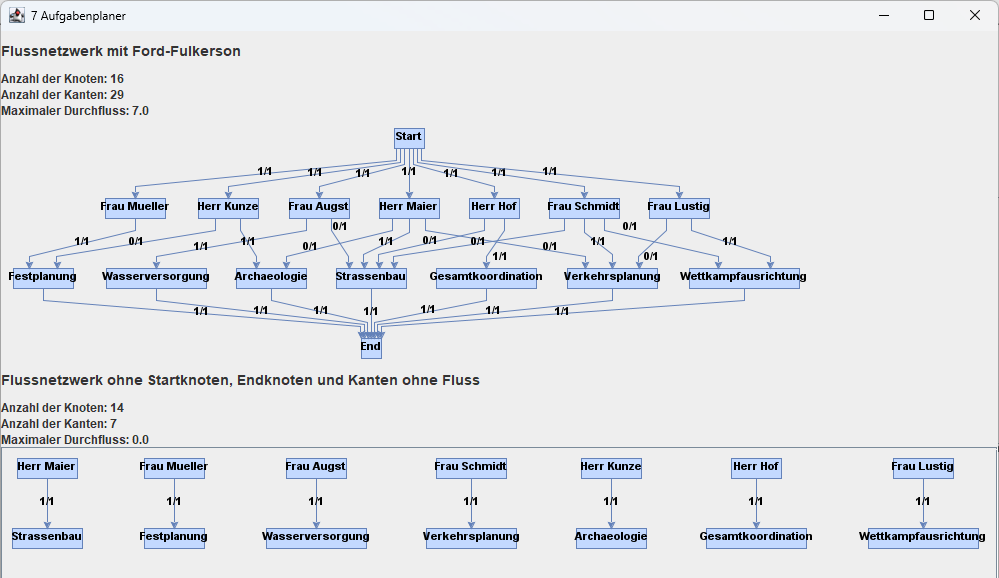 7 Aufgabenplaner
Flussnetzwerk mit Ford-Fulkerson
Anzahl der Knoten: 16
Anzahl der Kanten: 29
Maximaler Durchfluss: 7.0
Start
1/1 1/1 1/1 1/1 1/1 1/1 1/1
Frau Mueller Herr Kunze Frau Augst Herr Maier Herr Hof Frau Schmidt Frau Lustig
0/1 0/1
1/1 0/1 1/1 1/1 0/1 1/1 0/1 0/1 0/1 1/1 1/1
1/1 0/1
Festplanung Wasserversorgung Archaeologie Strassenbau Gesamtkoordination Verkehrsplanung Wettkampfausrichtung
1/1 1/1 1/1 1/1 1/1 1/1 1/1
End
Flussnetzwerk ohne Startknoten, Endknoten und Kanten ohne Fluss
Anzahl der Knoten: 14
Anzahl der Kanten: 7
Maximaler Durchfluss: 0.0
Herr Maier Frau Mueller Frau Augst Frau Schmidt Herr Kunze Herr Hof Frau Lustig
1/1 1/1 1/1 1/1 1/1 1/1 1/1
Strassenbau Festplanung Wasserversorgung Verkehrsplanung Archaeologie Gesamtkoordination Wettkampfausrichtung